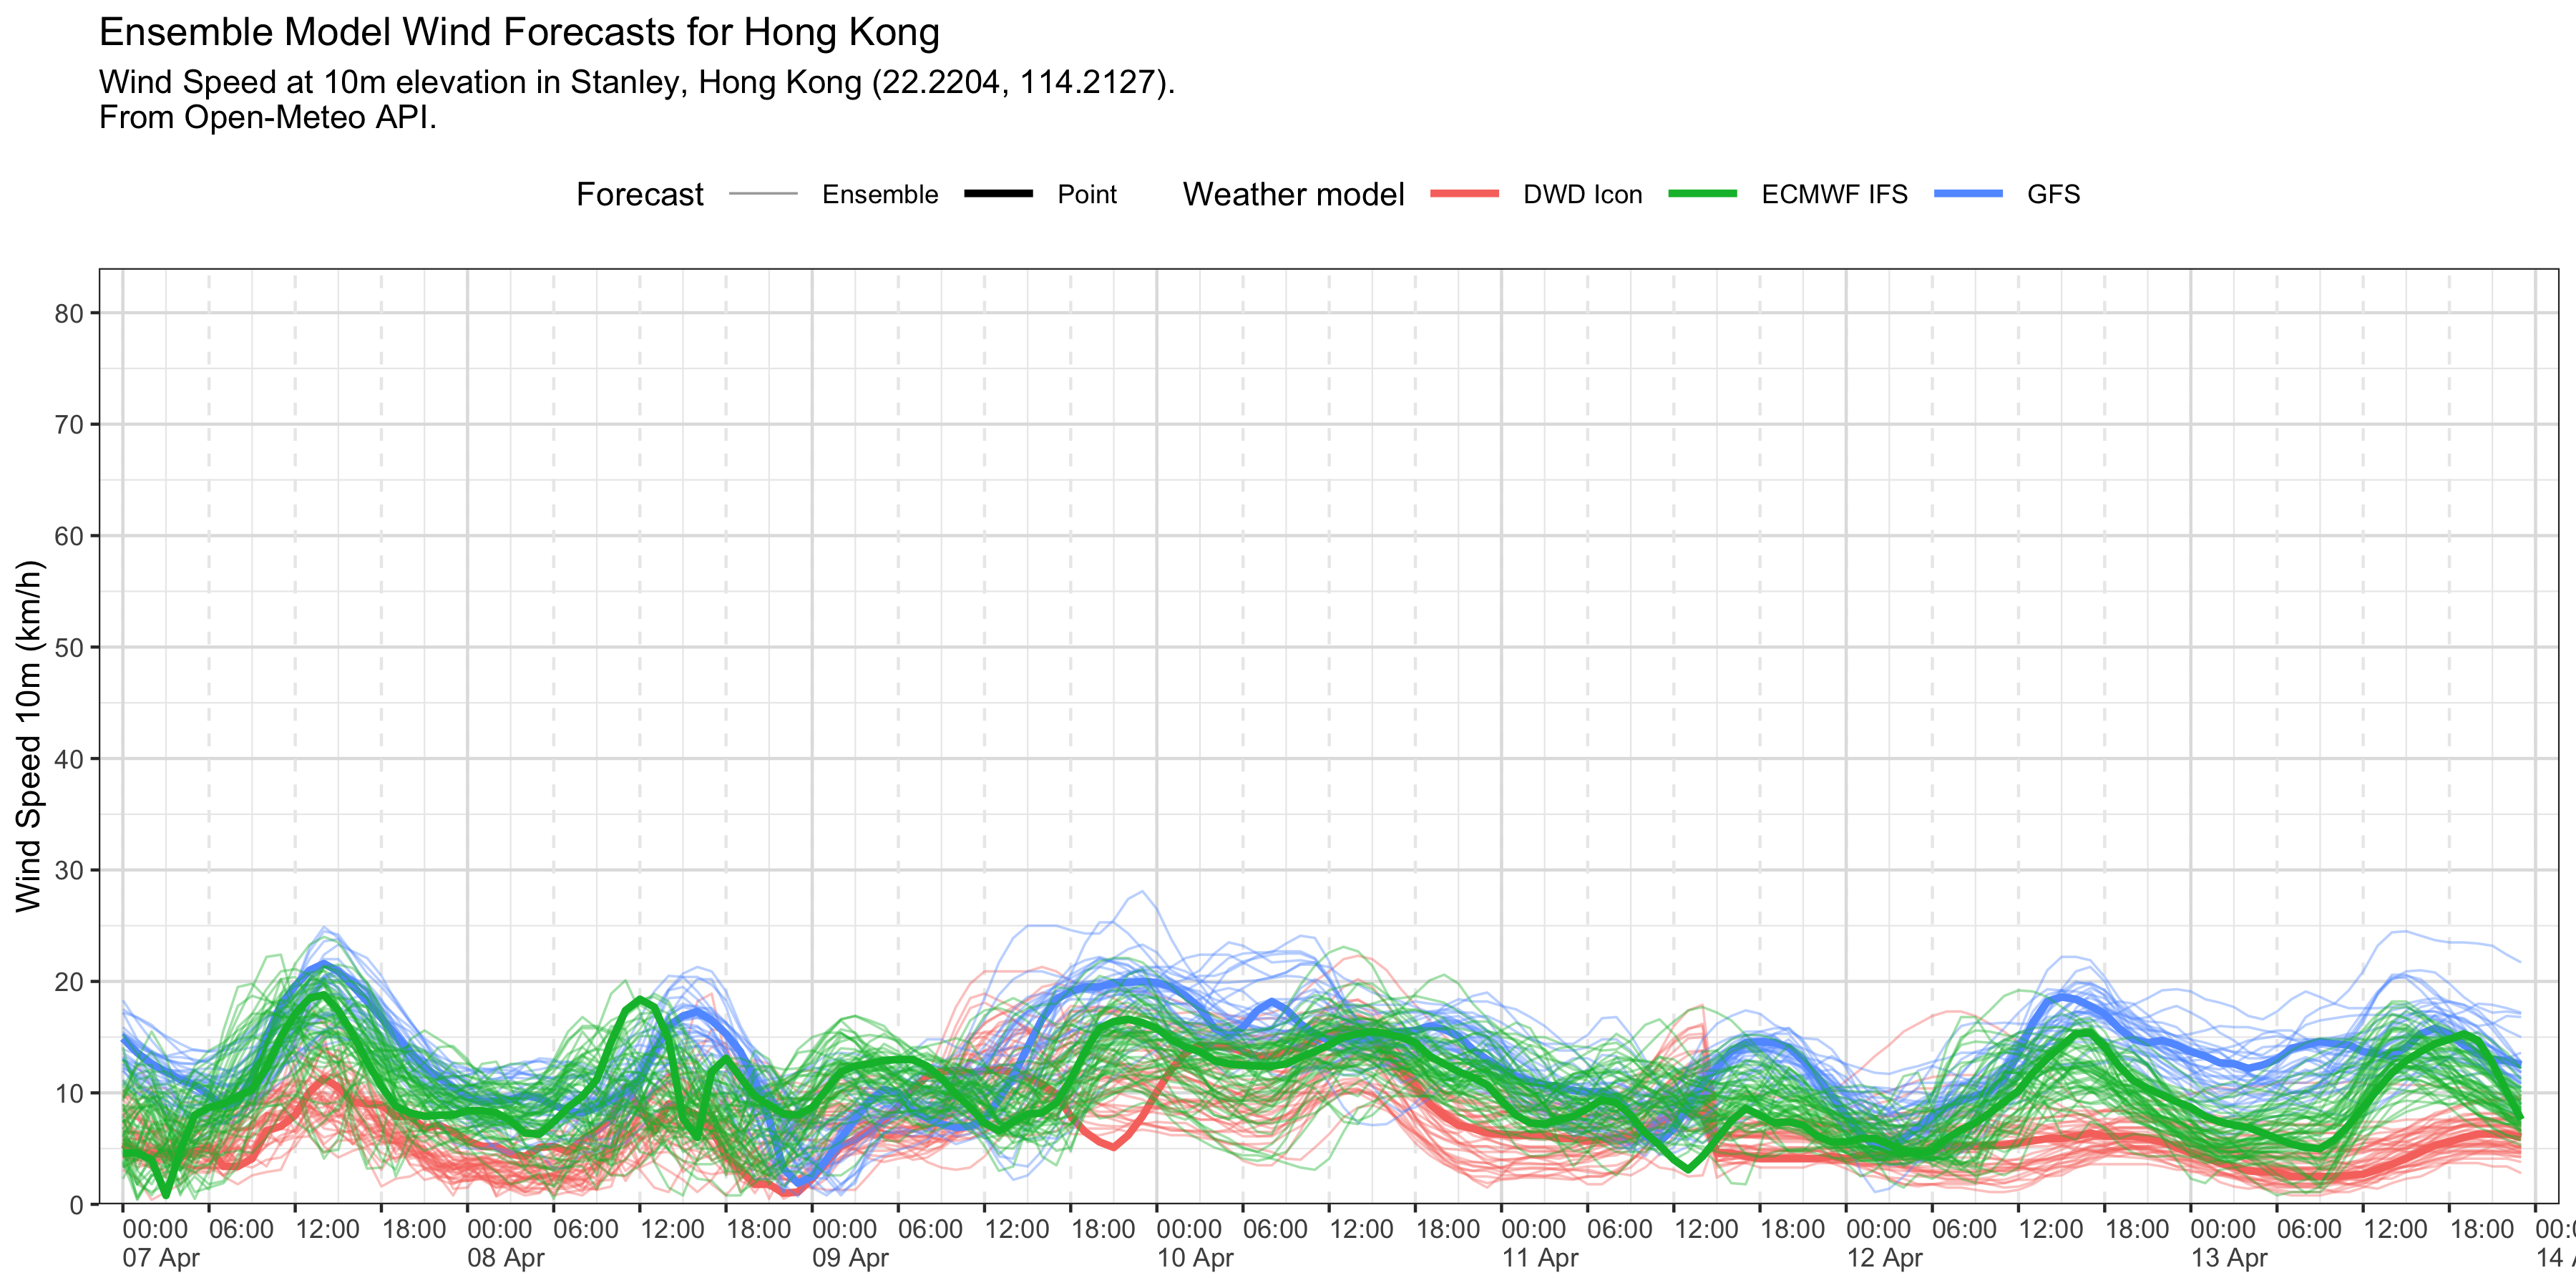 Ensemble Model Wind Forecasts for Hong Kong
Wind Speed at 10m elevation in Stanley, Hong Kong (22.2204, 114.2127).
From Open-Meteo API.
Forecast Ensemble Point Weather model DWD Icon ECMWF IFS GFS
Wind Speed 10m (km/h)
80
70
60
50
40
30
20
10
0
00:00 06:00 12:00 18:00 00:00 06:00 12:00 18:00 00:00 06:00 12:00 18:00 00:00 06:00 12:00 18:00 00:00 06:00 12:00 18:00 00:00 06:00 12:00 18:00 00:00 06:00 12:00 18:00 00:0
07 Apr 08 Apr 09 Apr 10 Apr 11 Apr 12 Apr 13 Apr 14